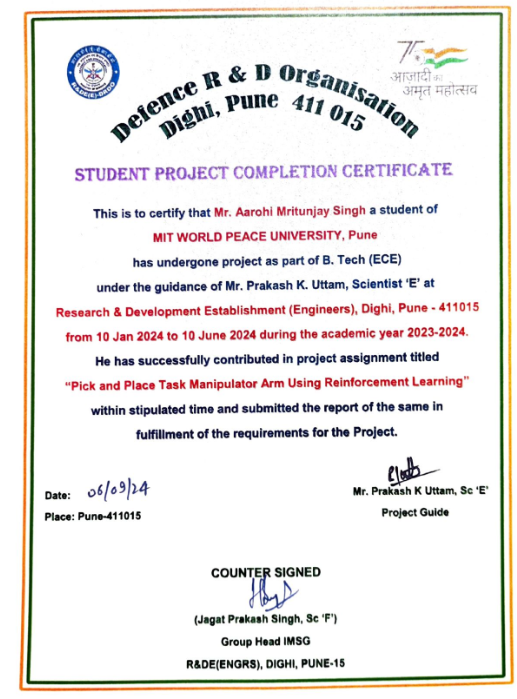 R&DE(E)-DRDO
75
आज़ादी का
अमृत महोत्सव
Defence R & D Organisation
Dighi, Pune 411 015
STUDENT PROJECT COMPLETION CERTIFICATE
This is to certify that Mr. Aarohi Mritunjay Singh a student of
MIT WORLD PEACE UNIVERSITY, Pune
has undergone project as part of B. Tech (ECE)
under the guidance of Mr. Prakash K. Uttam, Scientist 'E' at
Research & Development Establishment (Engineers), Dighi, Pune - 411015
from 10 Jan 2024 to 10 June 2024 during the academic year 2023-2024.
He has successfully contributed in project assignment titled
“Pick and Place Task Manipulator Arm Using Reinforcement Learning”
within stipulated time and submitted the report of the same in
fulfillment of the requirements for the Project.
Date: 06/09/24
Place: Pune-411015
Mr. Prakash K Uttam, Sc 'E'
Project Guide
COUNTER SIGNED
(Jagat Prakash Singh, Sc 'F')
Group Head IMSG
R&DE(ENGRS), DIGHI, PUNE-15